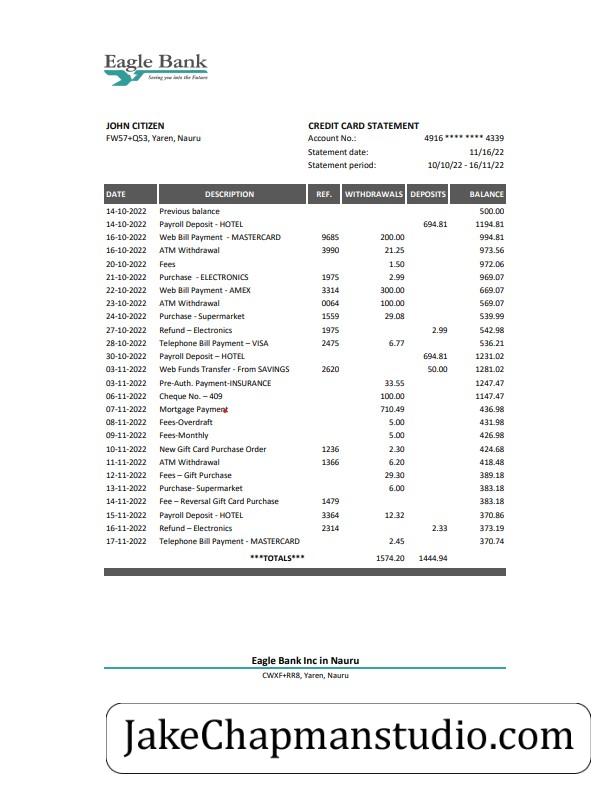 Eagle Bank
Saving you into the Future
JOHN CITIZEN
FW57+Q53, Yaren, Nauru
CREDIT CARD STATEMENT
Account No.: 4916 **** **** 4339
Statement date: 11/16/22
Statement period: 10/10/22 - 16/11/22
DATE DESCRIPTION REF. WITHDRAWALS DEPOSITS BALANCE
14-10-2022 Previous balance 500.00
14-10-2022 Payroll Deposit - HOTEL 694.81 1194.81
16-10-2022 Web Bill Payment - MASTERCARD 9685 200.00 994.81
16-10-2022 ATM Withdrawal 3990 21.25 973.56
20-10-2022 Fees 1.50 972.06
21-10-2022 Purchase - ELECTRONICS 1975 2.99 969.07
22-10-2022 Web Bill Payment - AMEX 3314 300.00 669.07
23-10-2022 ATM Withdrawal 0064 100.00 569.07
24-10-2022 Purchase - Supermarket 1559 29.08 539.99
27-10-2022 Refund – Electronics 1975 2.99 542.98
28-10-2022 Telephone Bill Payment – VISA 2475 6.77 536.21
30-10-2022 Payroll Deposit – HOTEL 694.81 1231.02
03-11-2022 Web Funds Transfer - From SAVINGS 2620 50.00 1281.02
03-11-2022 Pre-Auth. Payment-INSURANCE 33.55 1247.47
06-11-2022 Cheque No. – 409 100.00 1147.47
07-11-2022 Mortgage Payment 710.49 436.98
08-11-2022 Fees-Overdraft 5.00 431.98
09-11-2022 Fees-Monthly 5.00 426.98
10-11-2022 New Gift Card Purchase Order 1236 2.30 424.68
11-11-2022 ATM Withdrawal 1366 6.20 418.48
12-11-2022 Fees – Gift Purchase 29.30 389.18
13-11-2022 Purchase- Supermarket 6.00 383.18
14-11-2022 Fee – Reversal Gift Card Purchase 1479 383.18
15-11-2022 Payroll Deposit - HOTEL 3364 12.32 370.86
16-11-2022 Refund – Electronics 2314 2.33 373.19
17-11-2022 Telephone Bill Payment - MASTERCARD 2.45 370.74
***TOTALS*** 1574.20 1444.94
Eagle Bank Inc in Nauru
CWXF+RR8, Yaren, Nauru
JakeChapmanstudio.com